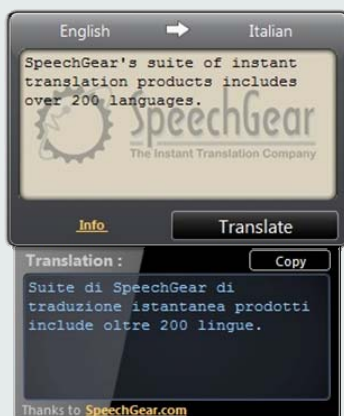 English Italian
SpeechGear's suite of instant
translation products includes
over 200 languages.
SpeechGear
The Instant Translation Company
Info Translate
Translation : Copy
Suite di SpeechGear di
traduzione istantanea prodotti
include oltre 200 lingue.
Thanks to SpeechGear.com